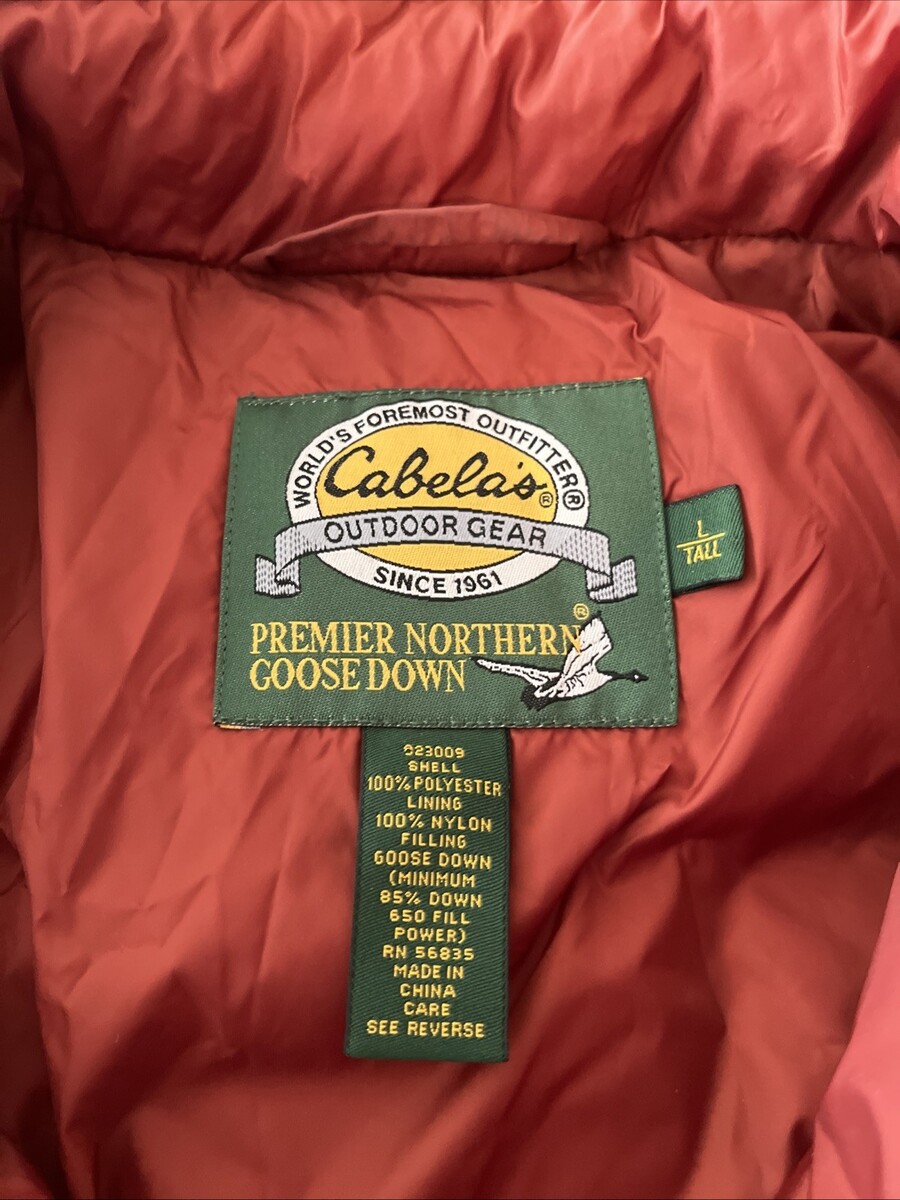 WORLD'S FOREMOST OUTFITTER®
Cabela's®
OUTDOOR GEAR
SINCE 1961
PREMIER NORTHERN®
GOOSE DOWN
L
TALL
923009
SHELL
100% POLYESTER
LINING
100% NYLON
FILLING
GOOSE DOWN
(MINIMUM
85% DOWN
650 FILL
POWER)
RN 56835
MADE IN
CHINA
CARE
SEE REVERSE